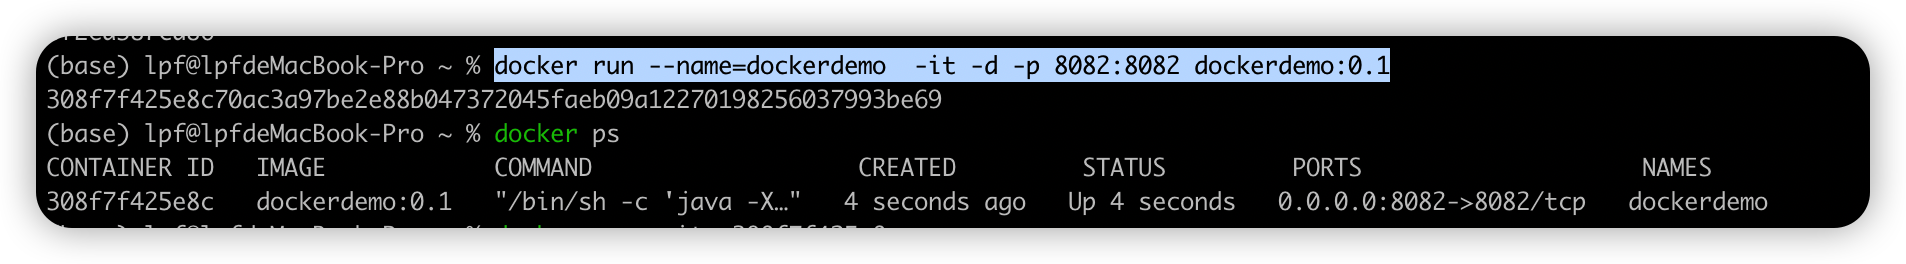 (base) lpf@lpfdeMacBook-Pro ~ % docker run --name=dockerdemo  -it -d -p 8082:8082 dockerdemo:0.1
308f7f425e8c70ac3a97be2e88b047372045faeb09a12270198256037993be69
(base) lpf@lpfdeMacBook-Pro ~ % docker ps
CONTAINER ID   IMAGE            COMMAND                   CREATED         STATUS         PORTS                    NAMES
308f7f425e8c   dockerdemo:0.1   "/bin/sh -c 'java -X…"   4 seconds ago   Up 4 seconds   0.0.0.0:8082->8082/tcp   dockerdemo